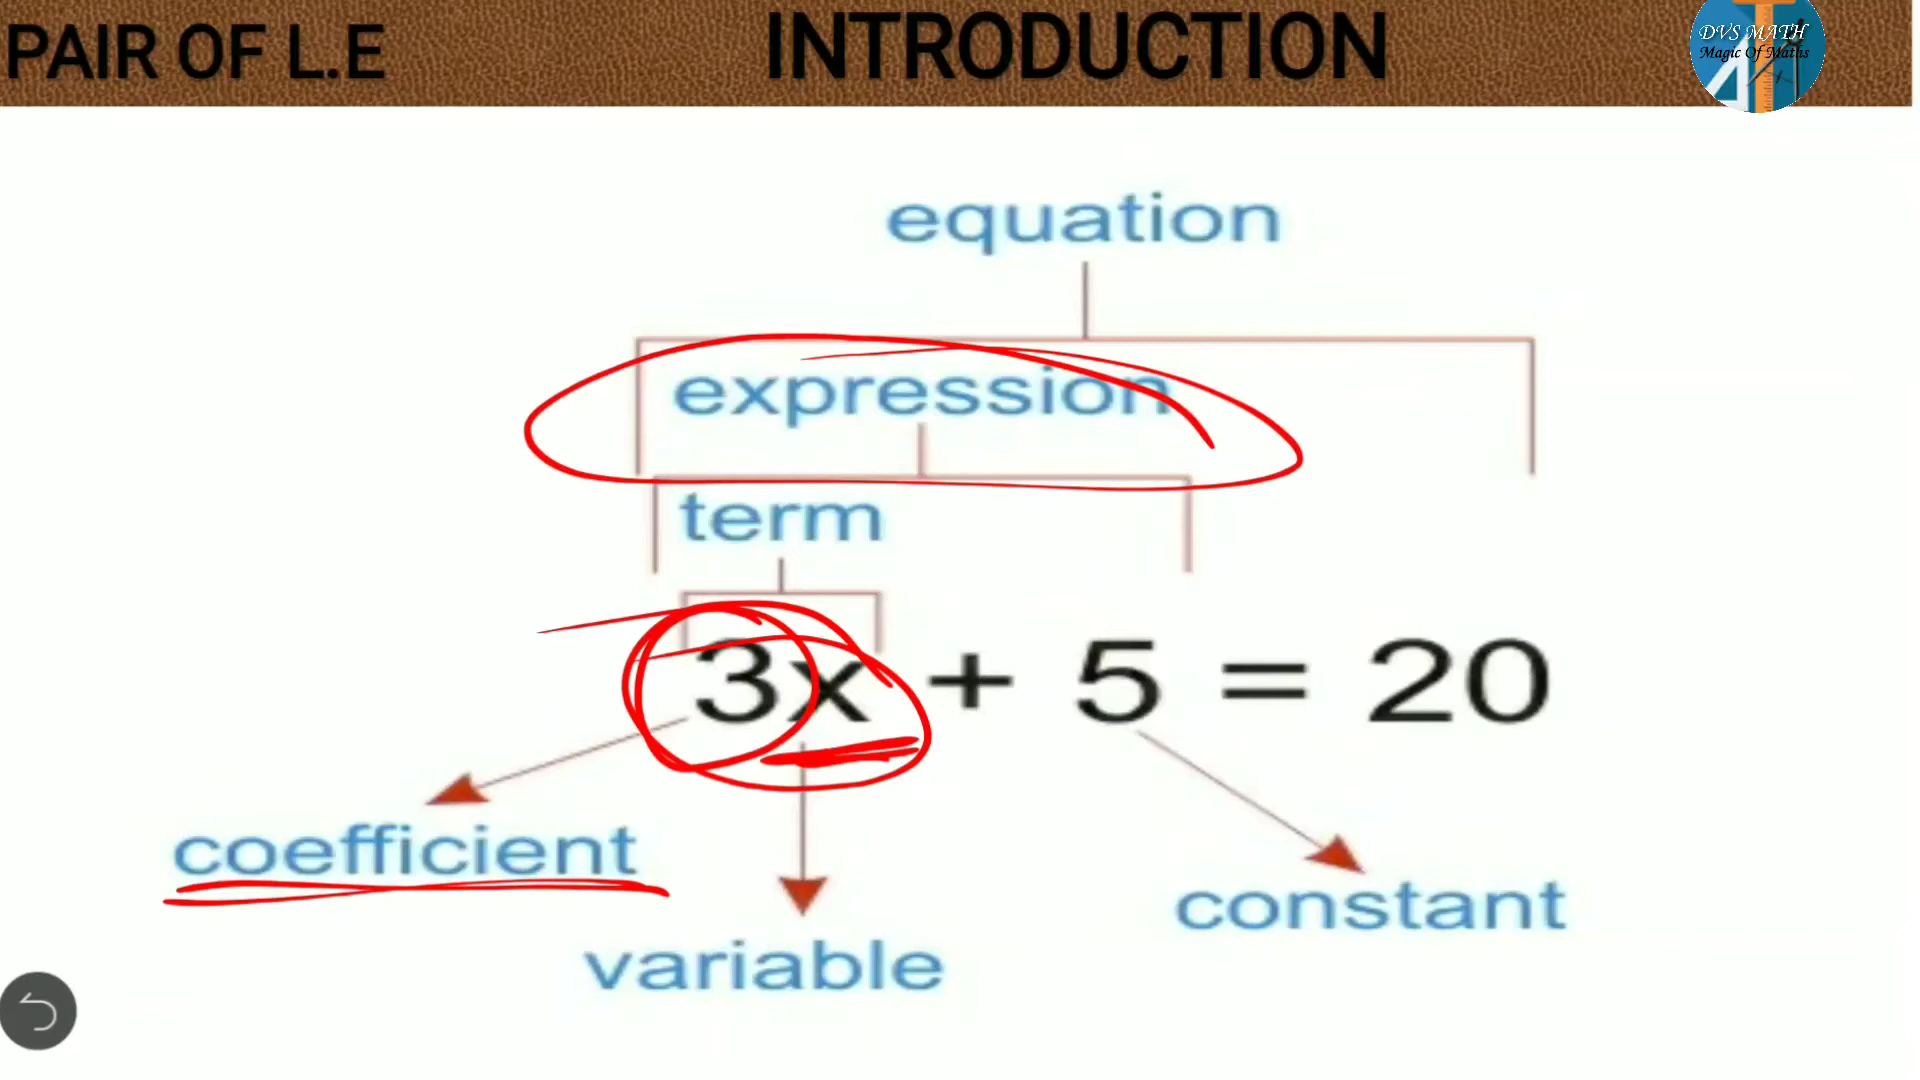 PAIR OF L.E
INTRODUCTION
DVS MATH
Magic Of Maths
equation
expression
term
3x + 5 = 20
coefficient
constant
variable